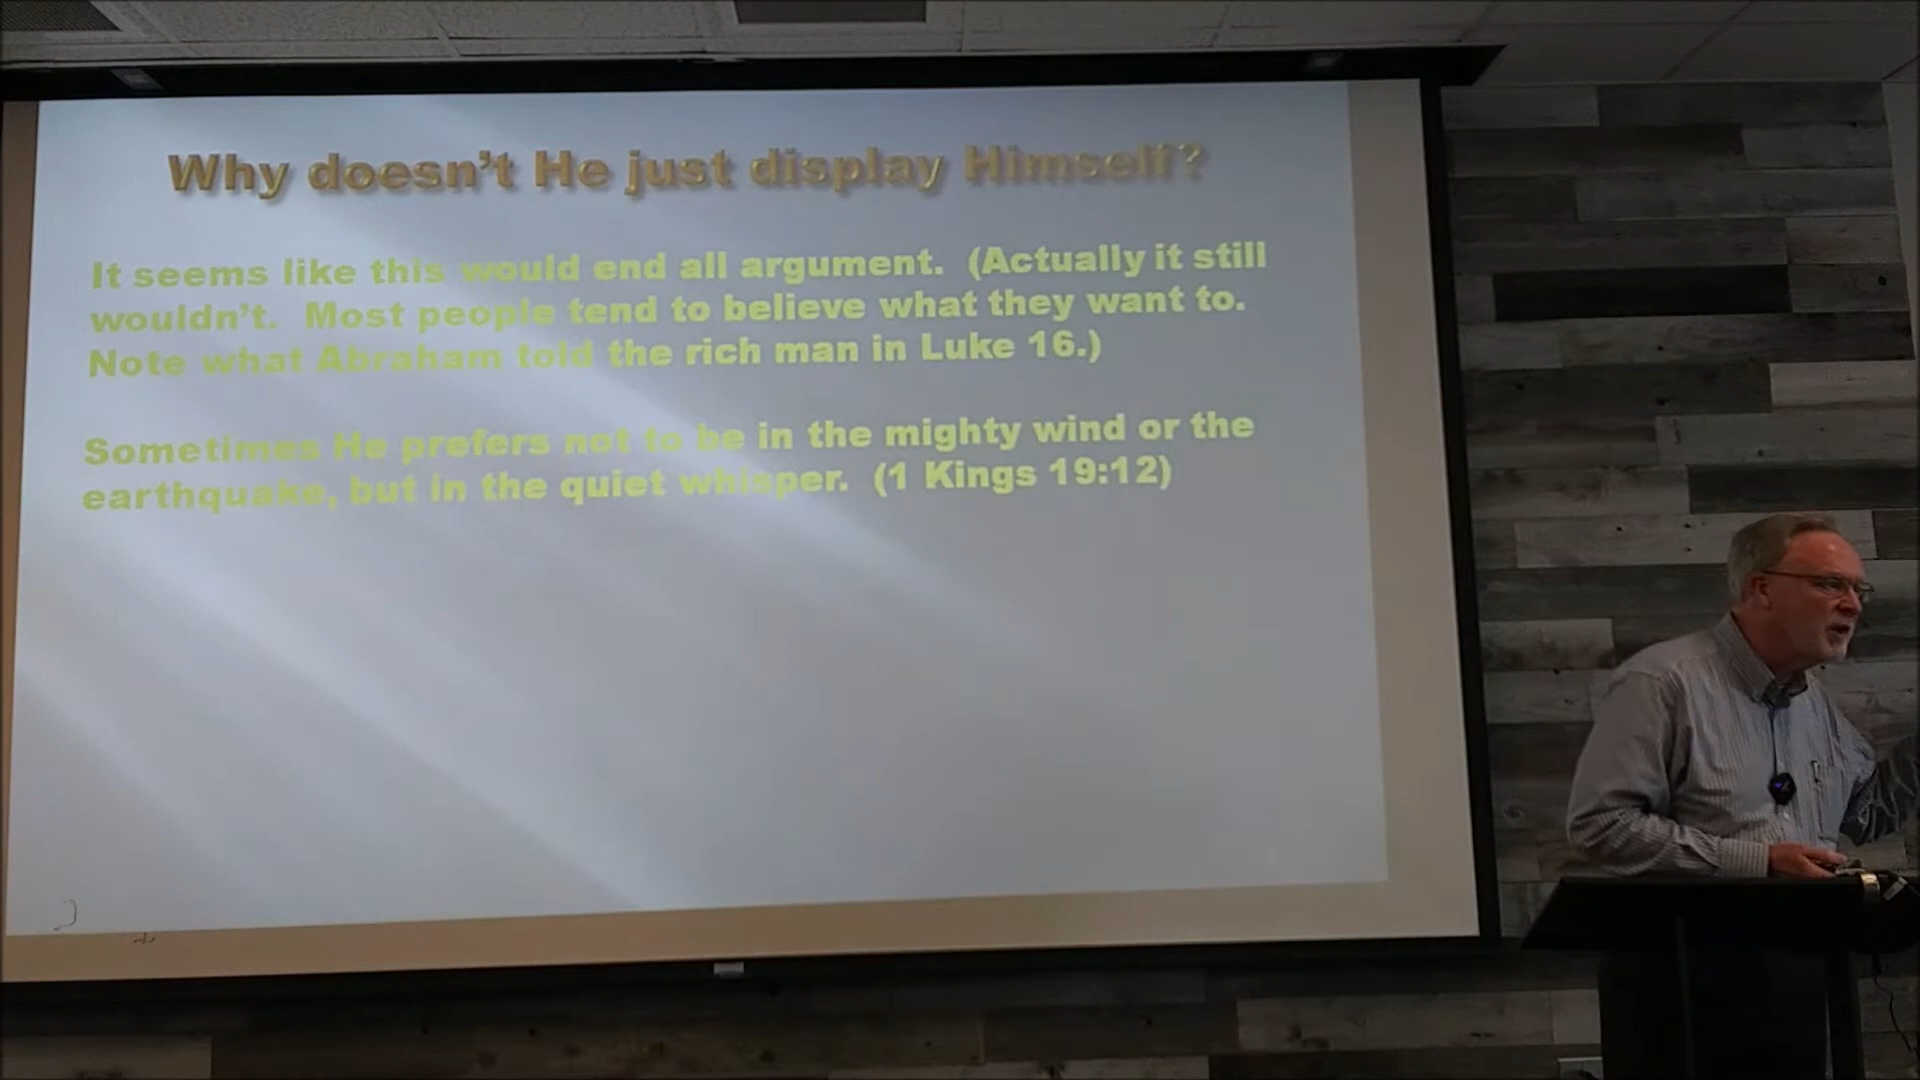 Why doesn't He just display Himself?
It seems like this would end all argument.  (Actually it still
wouldn't.  Most people tend to believe what they want to.
Note what Abraham told the rich man in Luke 16.)
Sometimes He prefers not to be in the mighty wind or the
earthquake, but in the quiet whisper.  (1 Kings 19:12)